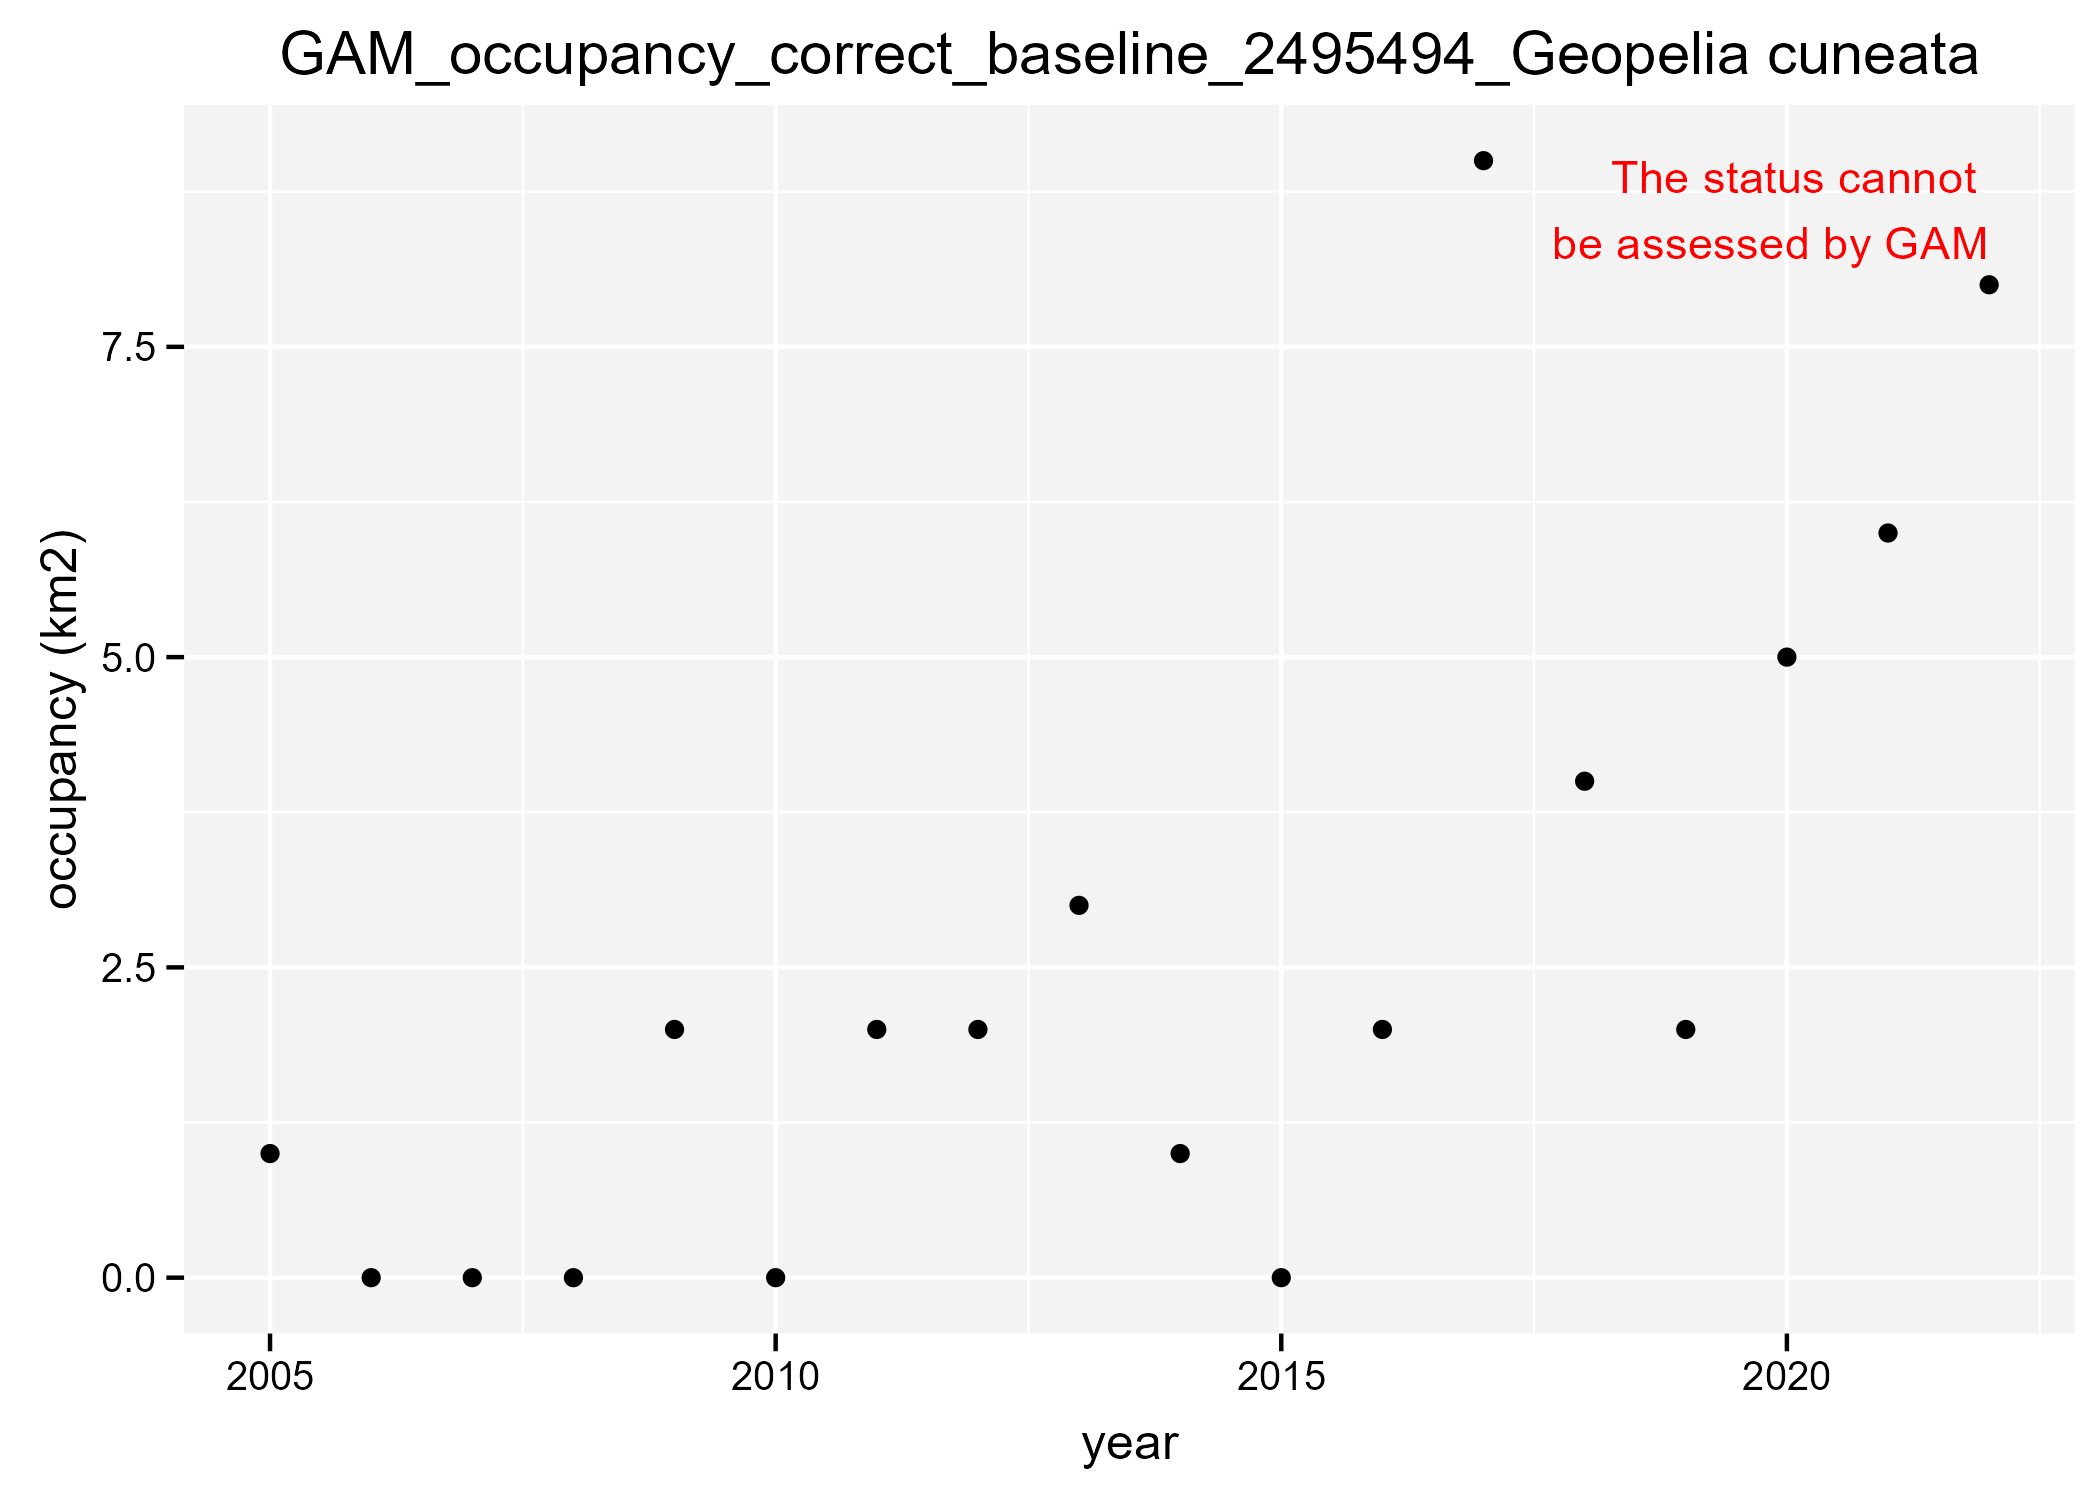 GAM_occupancy_correct_baseline_2495494_Geopelia cuneata
The status cannot
be assessed by GAM
occupancy (km2)
7.5
5.0
2.5
0.0
2005
2010
2015
2020
year